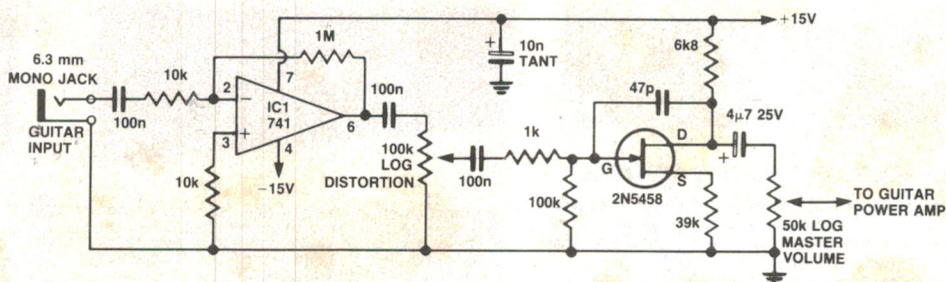 +15V
1M
+
10n
TANT
6k8
6.3 mm
MONO JACK
10k
7
47p
2
−
IC1
741
6
100n
4µ7 25V
100n
GUITAR
INPUT
3
+
4
−15V
100k
LOG
DISTORTION
1k
D
+
G
S
100n
2N5458
10k
100k
39k
TO GUITAR
POWER AMP
50k LOG
MASTER
VOLUME